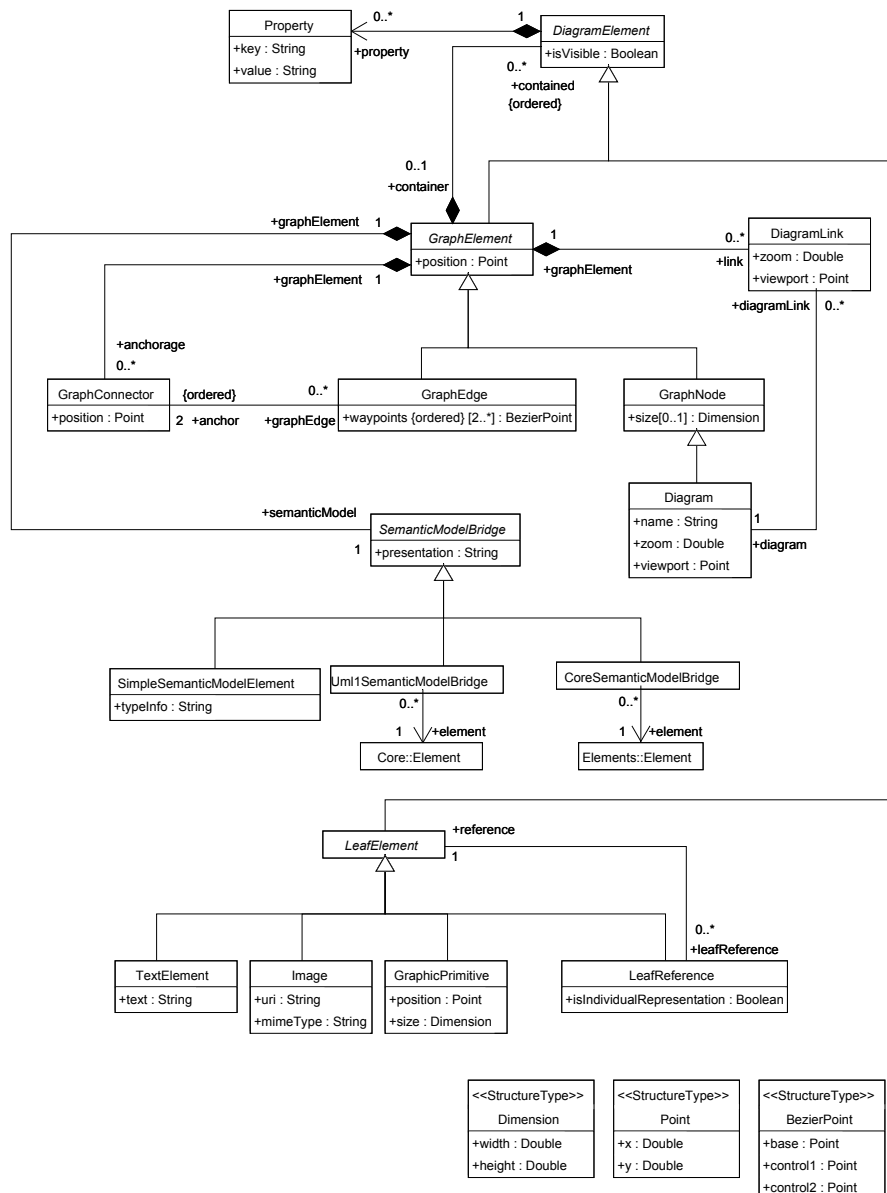 Property
+key : String
+value : String
0..*
+property
1
DiagramElement
+isVisible : Boolean
0..*
+contained
{ordered}
0..1
+container
+graphElement
1
GraphElement
+position : Point
1
+graphElement
0..*
+link
DiagramLink
+zoom : Double
+viewport : Point
+graphElement
1
+diagramLink
0..*
+anchorage
0..*
GraphConnector
+position : Point
{ordered}
2 +anchor
0..*
+graphEdge
GraphEdge
+waypoints {ordered} [2..*] : BezierPoint
GraphNode
+size[0..1] : Dimension
Diagram
+name : String
+zoom : Double
+viewport : Point
1
+diagram
+semanticModel
1
SemanticModelBridge
+presentation : String
SimpleSemanticModelElement
+typeInfo : String
Uml1SemanticModelBridge
0..*
1 +element
Core::Element
CoreSemanticModelBridge
0..*
1 +element
Elements::Element
LeafElement
+reference
1
0..*
+leafReference
TextElement
+text : String
Image
+uri : String
+mimeType : String
GraphicPrimitive
+position : Point
+size : Dimension
LeafReference
+isIndividualRepresentation : Boolean
<<StructureType>>
Dimension
+width : Double
+height : Double
<<StructureType>>
Point
+x : Double
+y : Double
<<StructureType>>
BezierPoint
+base : Point
+control1 : Point
+control2 : Point